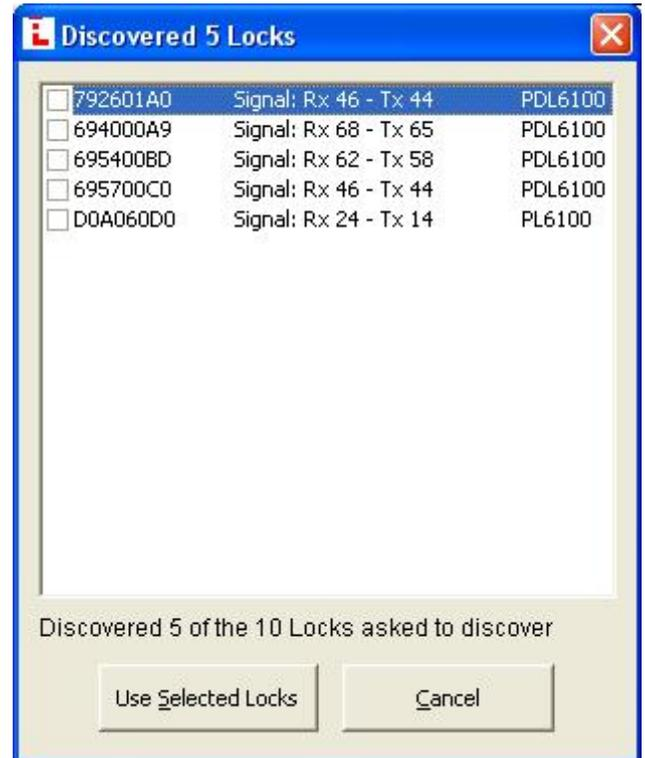 Discovered 5 Locks
792601A0 Signal: Rx 46 - Tx 44 PDL6100
694000A9 Signal: Rx 68 - Tx 65 PDL6100
695400BD Signal: Rx 62 - Tx 58 PDL6100
695700C0 Signal: Rx 46 - Tx 44 PDL6100
D0A060D0 Signal: Rx 24 - Tx 14 PL6100
Discovered 5 of the 10 Locks asked to discover
Use Selected Locks Cancel